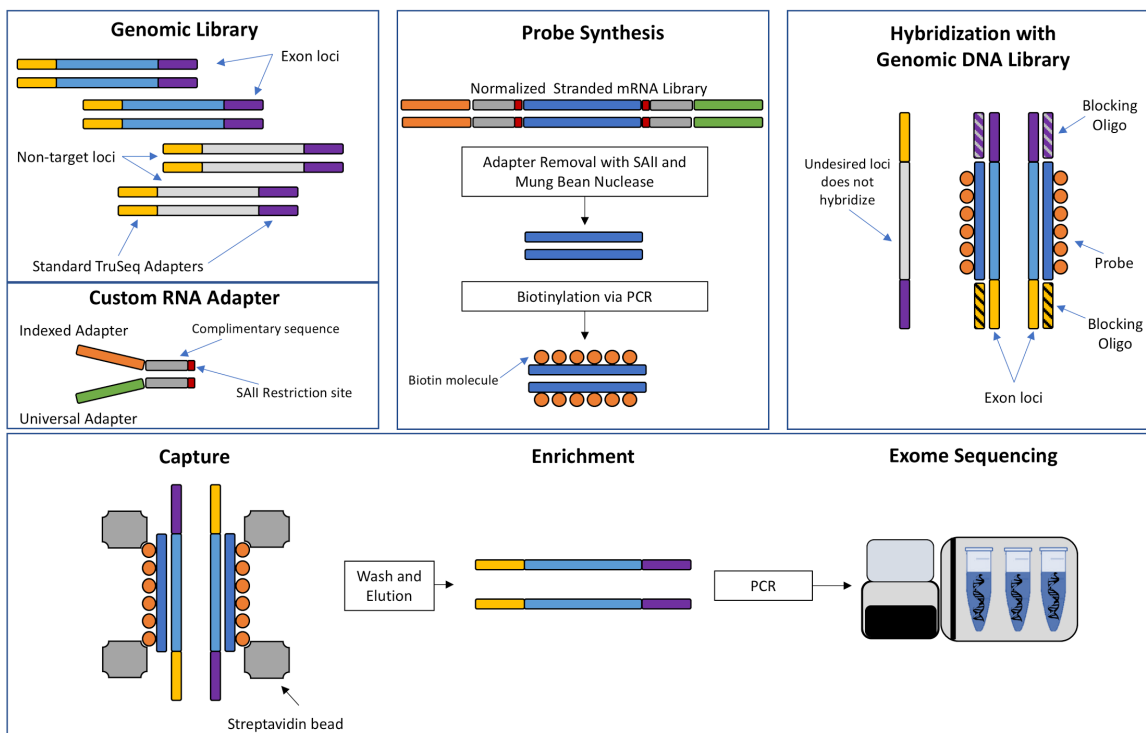 Genomic Library
Exon loci
Non-target loci
Standard TruSeq Adapters
Custom RNA Adapter
Indexed Adapter
Complimentary sequence
SAlI Restriction site
Universal Adapter
Probe Synthesis
Normalized Stranded mRNA Library
Adapter Removal with SAlI and
Mung Bean Nuclease
Biotinylation via PCR
Biotin molecule
Hybridization with
Genomic DNA Library
Blocking
Oligo
Undesired loci
does not
hybridize
Probe
Blocking
Oligo
Exon loci
Capture
Streptavidin bead
Enrichment
Wash and
Elution
Exome Sequencing
PCR